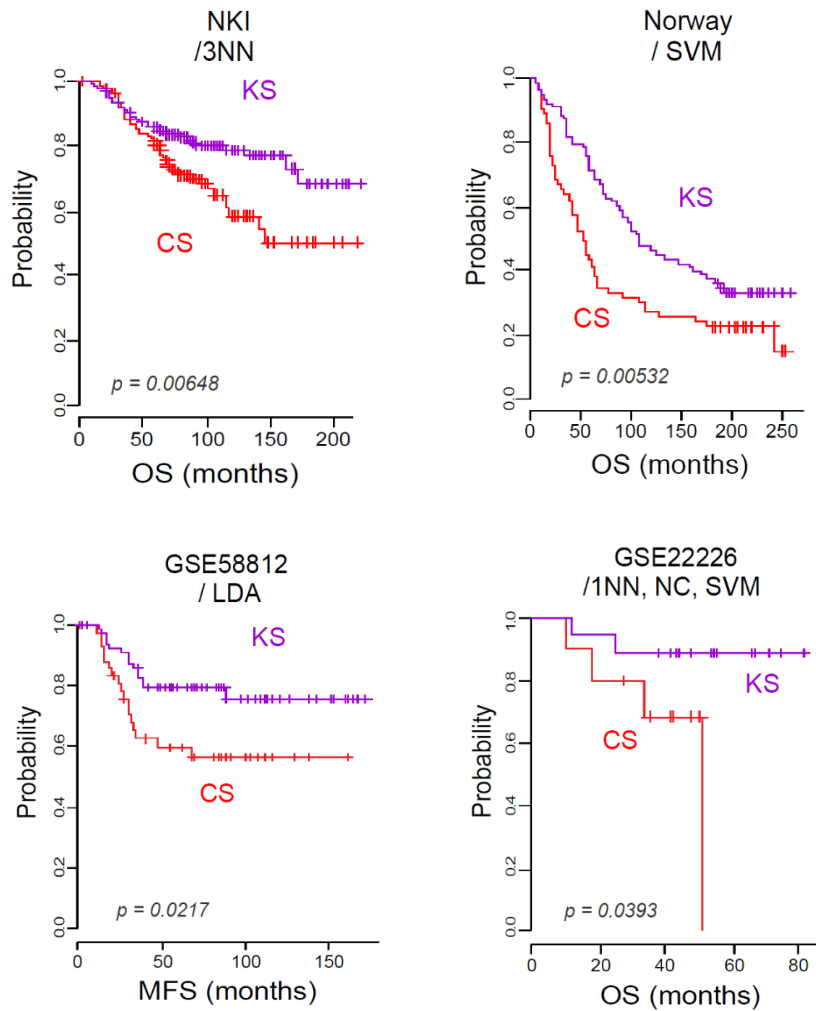 NKI
/3NN
Probability
1.0
0.8
0.6
0.4
0.2
0.0
KS
CS
p = 0.00648
0 50 100 150 200
OS (months)
Norway
/ SVM
Probability
1.0
0.8
0.6
0.4
0.2
0.0
KS
CS
p = 0.00532
0 50 100 150 200 250
OS (months)
GSE58812
/ LDA
Probability
1.0
0.8
0.6
0.4
0.2
0.0
KS
CS
p = 0.0217
0 50 100 150
MFS (months)
GSE22226
/1NN, NC, SVM
Probability
1.0
0.8
0.6
0.4
0.2
0.0
KS
CS
p = 0.0393
0 20 40 60 80
OS (months)